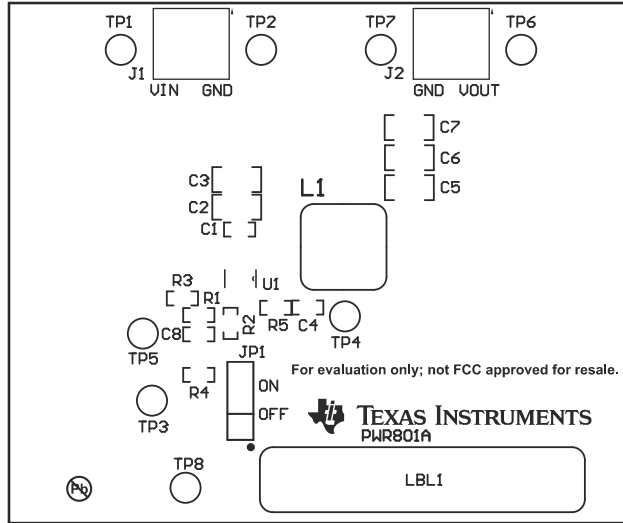 TP1 TP2 TP7 TP6
J1 J2
VIN GND GND VOUT
C7
C6
C3 C5
C2 L1
C1
R3 U1
R1
C8 R2 R5 C4
TP5 TP4
JP1
For evaluation only; not FCC approved for resale.
R4 ON
OFF TEXAS INSTRUMENTS
TP3 PWR801A
TP8
Pb LBL1